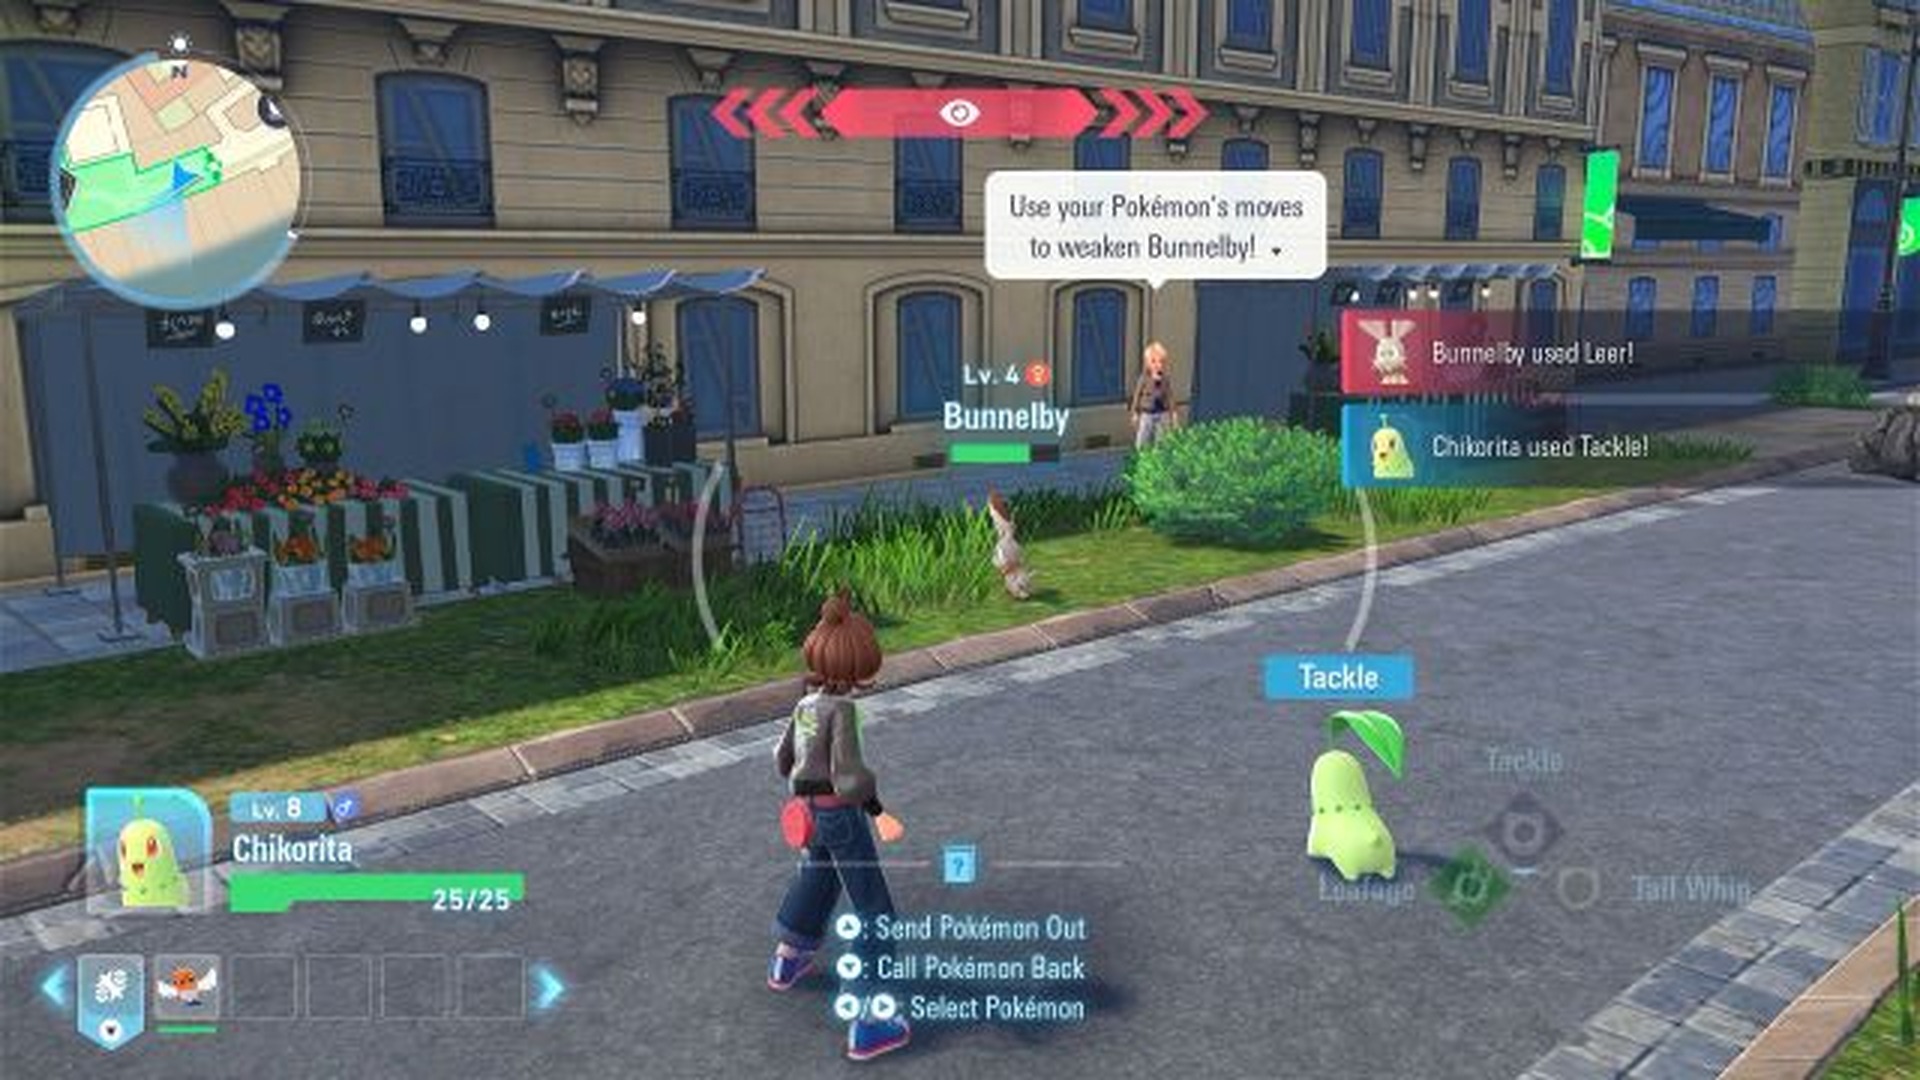 N
Use your Pokémon's moves
to weaken Bunnelby!
Bunnelby used Leer!
Lv. 4
Bunnelby
Chikorita used Tackle!
Tackle
Tackle
Lv. 8
Chikorita
25/25
?
Leafage
Tail Whip
: Send Pokémon Out
: Call Pokémon Back
/ : Select Pokémon